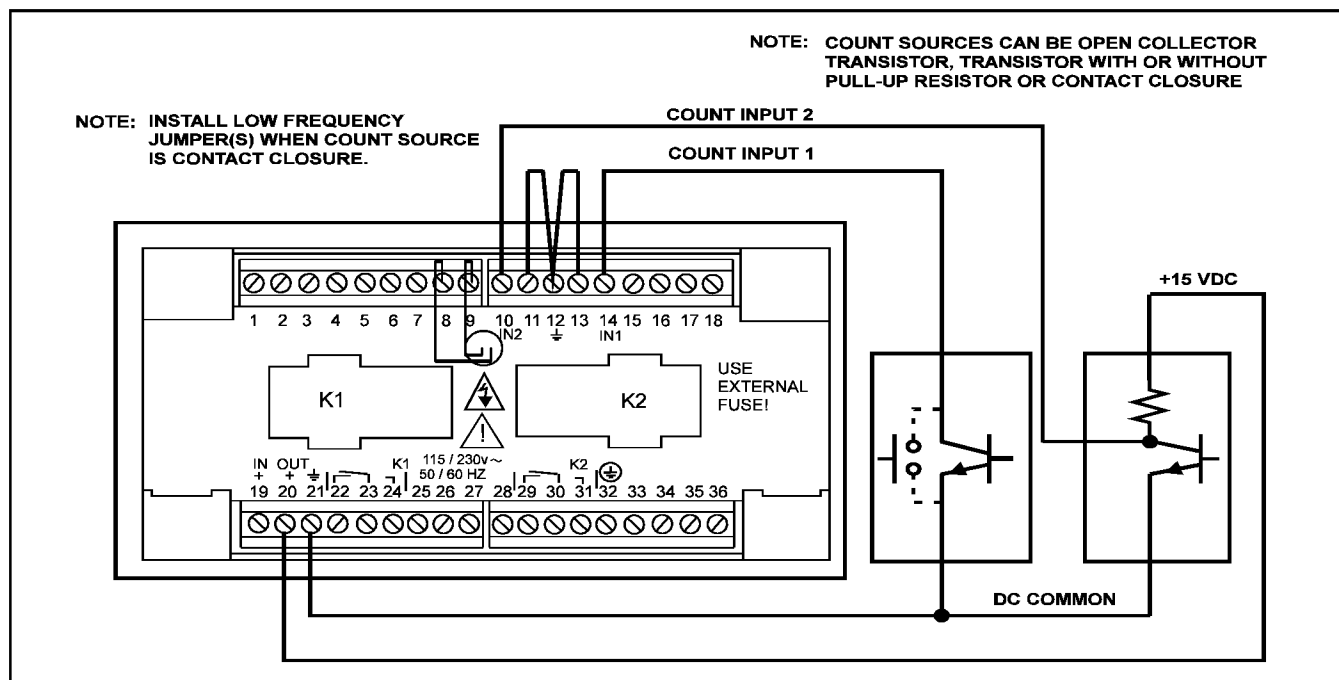 NOTE: COUNT SOURCES CAN BE OPEN COLLECTOR
TRANSISTOR, TRANSISTOR WITH OR WITHOUT
PULL-UP RESISTOR OR CONTACT CLOSURE
NOTE: INSTALL LOW FREQUENCY
JUMPER(S) WHEN COUNT SOURCE
IS CONTACT CLOSURE.
COUNT INPUT 2
COUNT INPUT 1
+15 VDC
1 2 3 4 5 6 7 8 9 10 11 12 13 14 15 16 17 18
IN2 IN1
K1
K2
USE
EXTERNAL
FUSE!
!
IN OUT K1 115 / 230v~ K2
+ + 50 / 60 HZ
19 20 21 22 23 24 25 26 27 28 29 30 31 32 33 34 35 36
DC COMMON